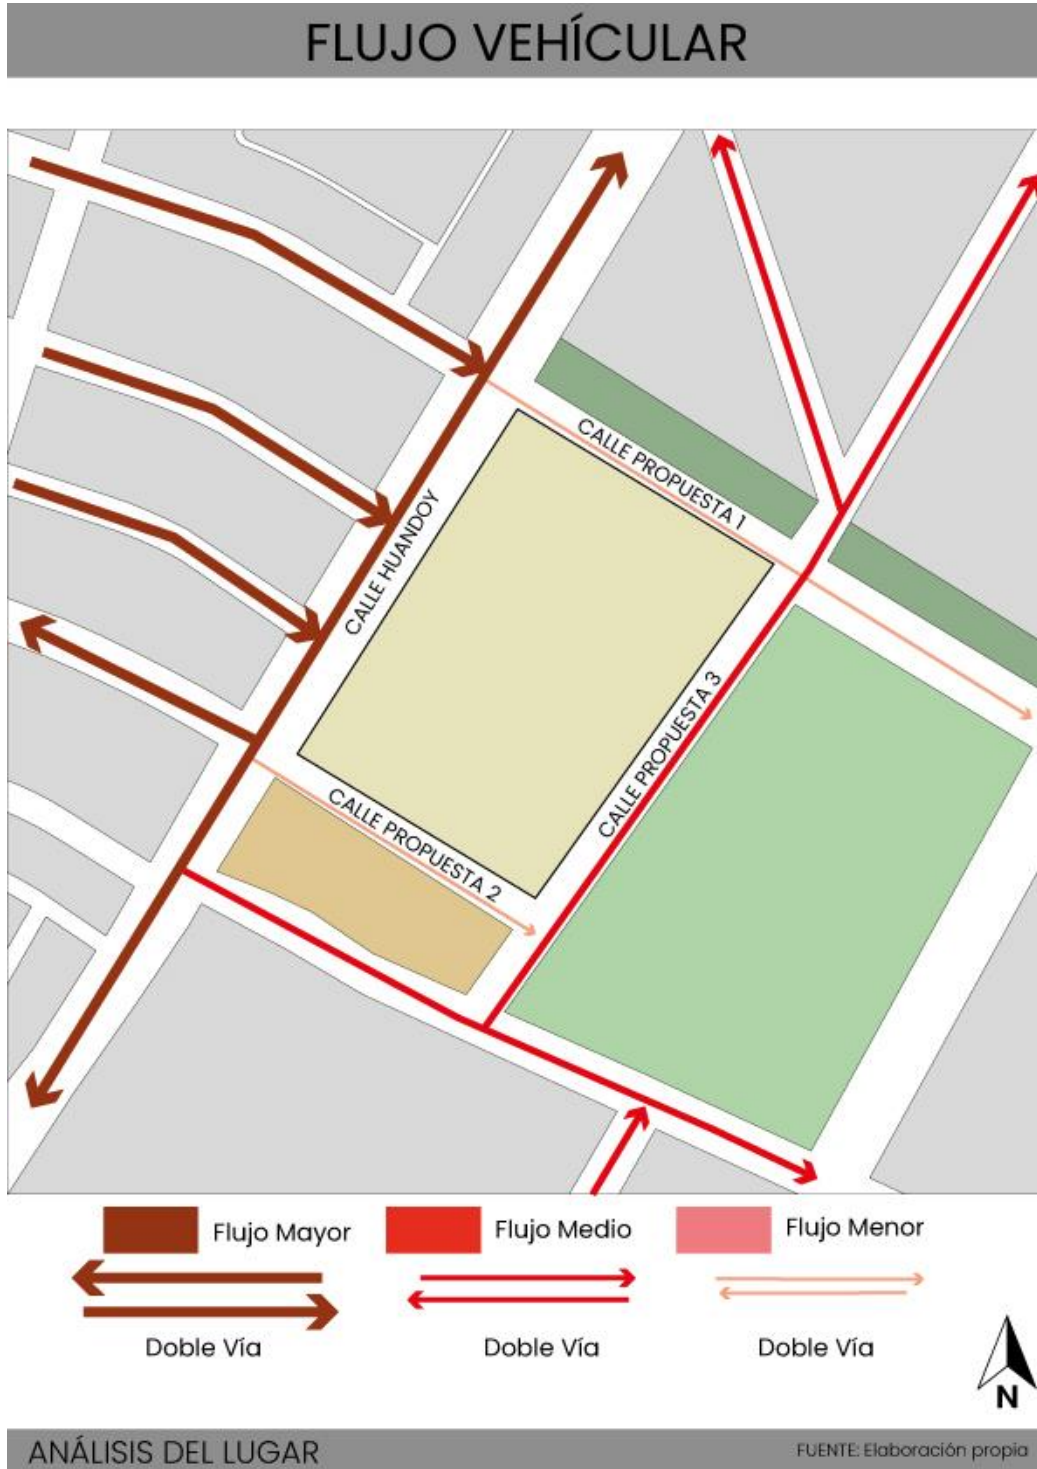 FLUJO VEHÍCULAR
CALLE PROPUESTA 1
CALLE HUANDOY
CALLE PROPUESTA 3
CALLE PROPUESTA 2
Flujo Mayor
Flujo Medio
Flujo Menor
Doble Vía
Doble Vía
Doble Vía
N
ANÁLISIS DEL LUGAR
FUENTE: Elaboración propia